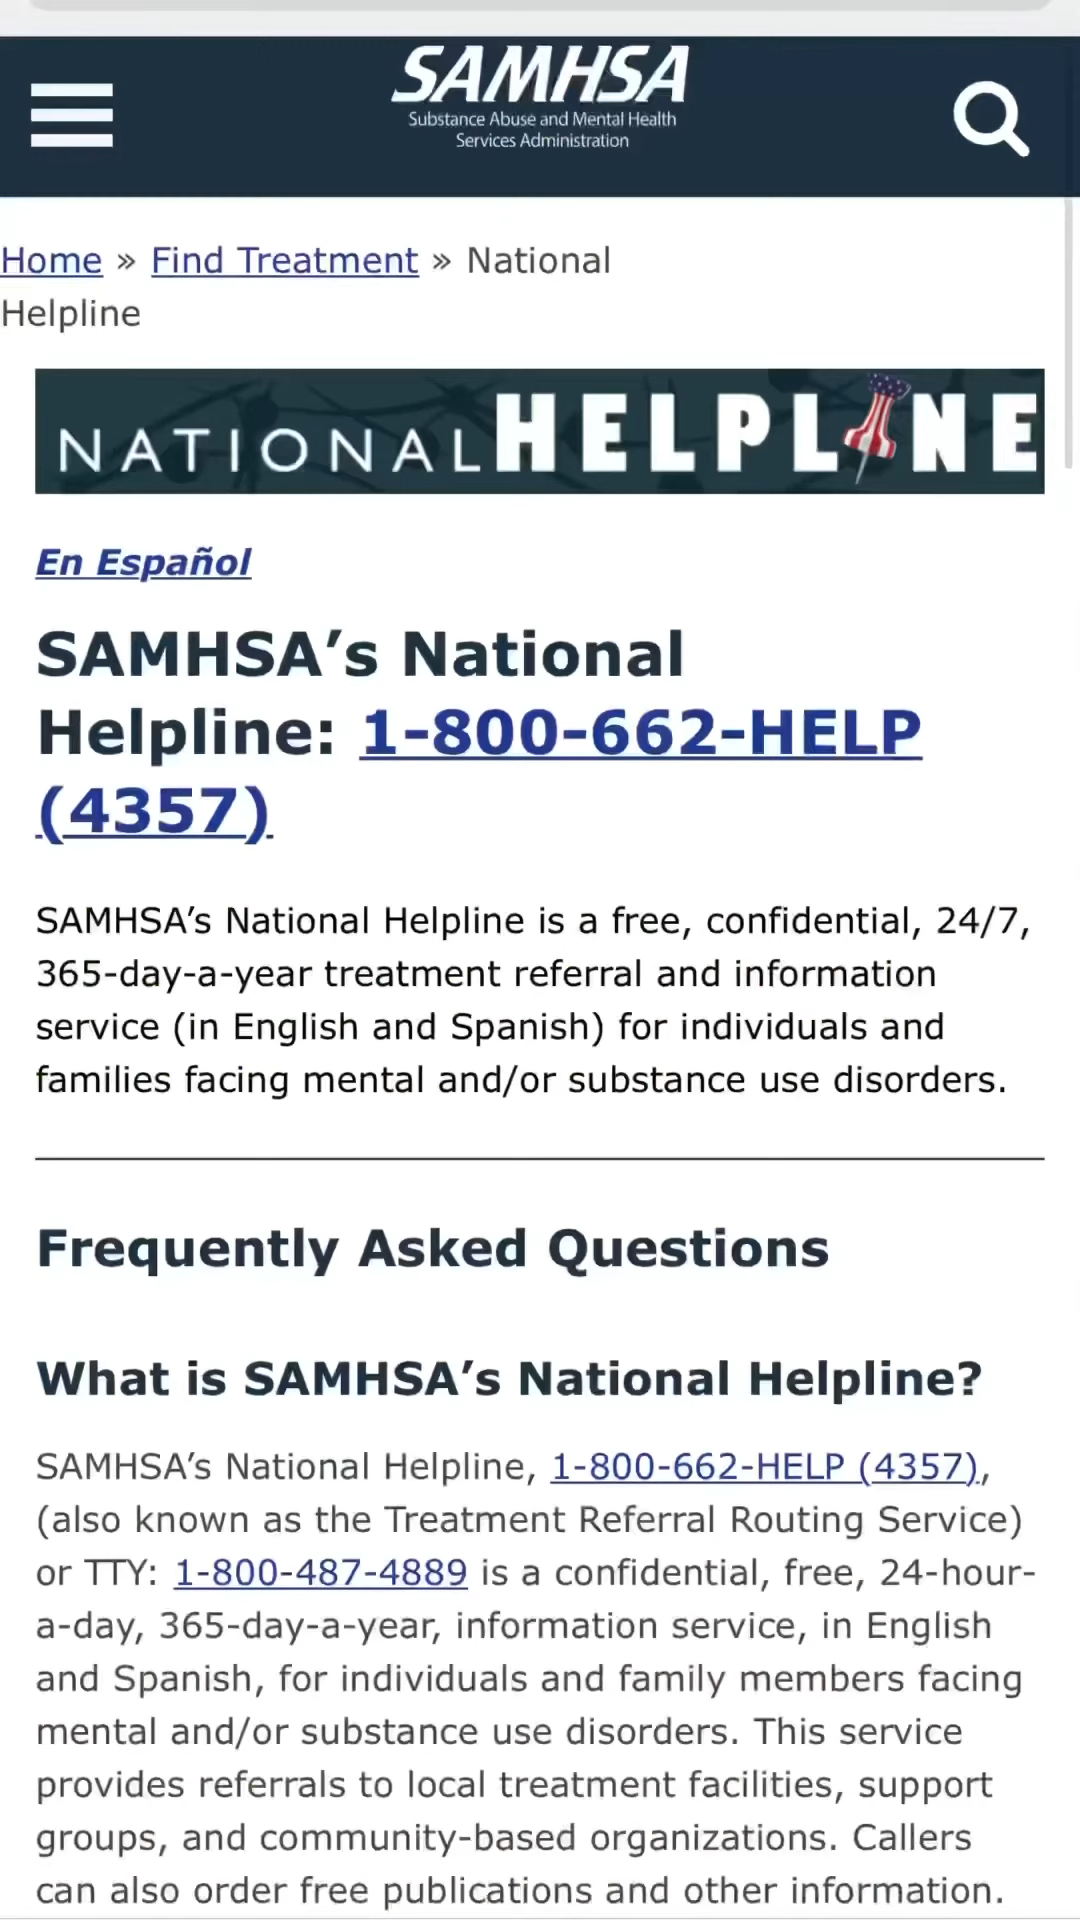 SAMHSA
Substance Abuse and Mental Health
Services Administration
Home » Find Treatment » National
Helpline
NATIONAL HELPLINE
En Español
SAMHSA’s National
Helpline: 1-800-662-HELP
(4357)
SAMHSA’s National Helpline is a free, confidential, 24/7,
365-day-a-year treatment referral and information
service (in English and Spanish) for individuals and
families facing mental and/or substance use disorders.
Frequently Asked Questions
What is SAMHSA’s National Helpline?
SAMHSA’s National Helpline, 1-800-662-HELP (4357),
(also known as the Treatment Referral Routing Service)
or TTY: 1-800-487-4889 is a confidential, free, 24-hour-
a-day, 365-day-a-year, information service, in English
and Spanish, for individuals and family members facing
mental and/or substance use disorders. This service
provides referrals to local treatment facilities, support
groups, and community-based organizations. Callers
can also order free publications and other information.